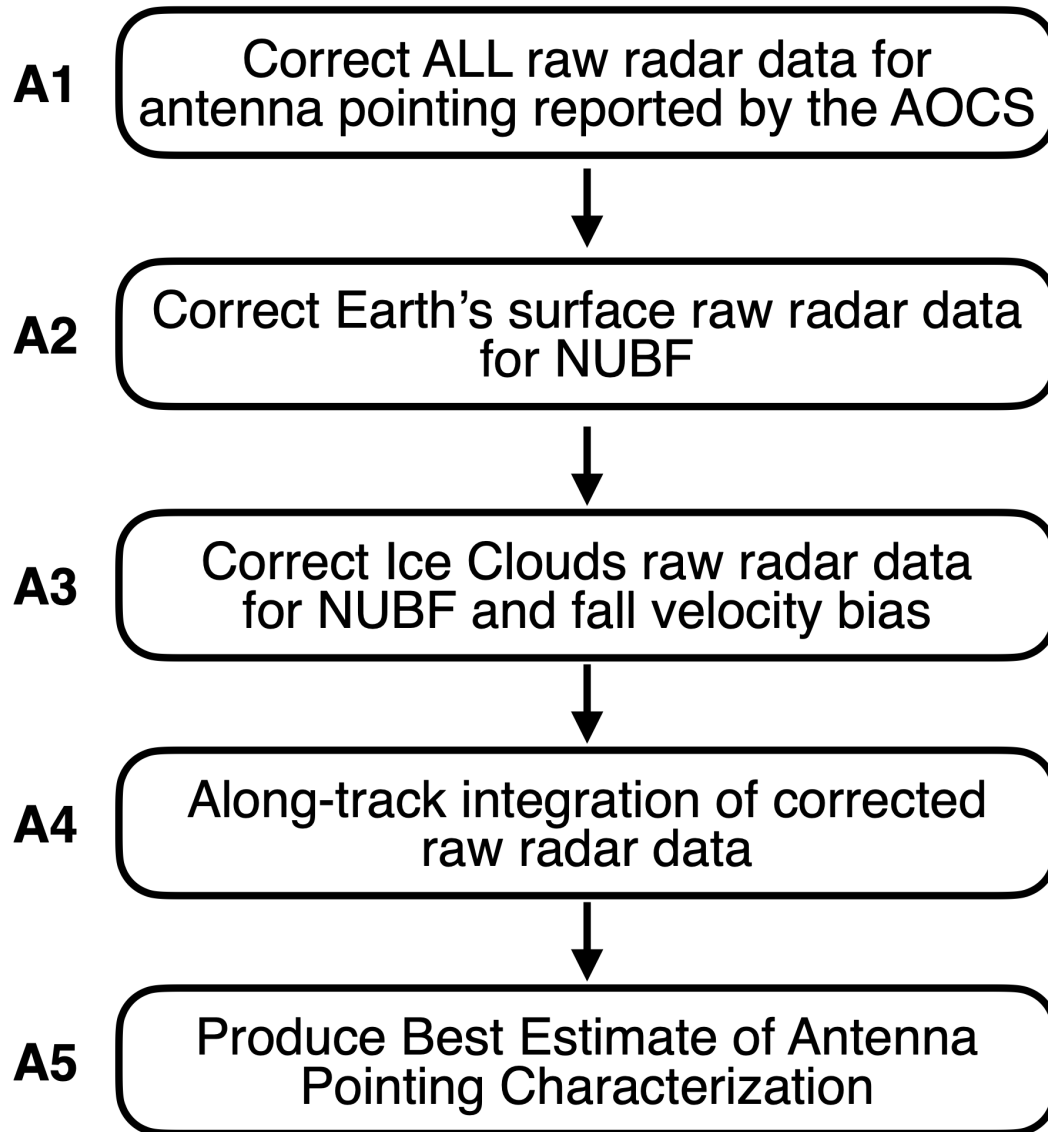 A1
Correct ALL raw radar data for
antenna pointing reported by the AOCS
A2
Correct Earth’s surface raw radar data
for NUBF
A3
Correct Ice Clouds raw radar data
for NUBF and fall velocity bias
A4
Along-track integration of corrected
raw radar data
A5
Produce Best Estimate of Antenna
Pointing Characterization